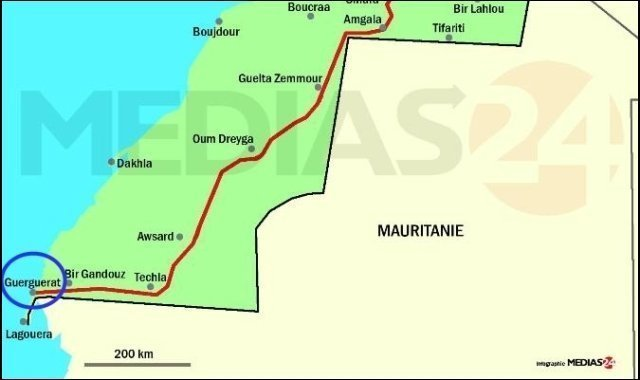 Smara
Boucraa
Bir Lahlou
Amgala
Boujdour
Tifariti
Guelta Zemmour
MEDIAS24
Oum Dreyga
Dakhla
MAURITANIE
Awsard
Bir Gandouz
Techla
Guerguerat
Lagouera
200 km
Infographie MEDIAS24